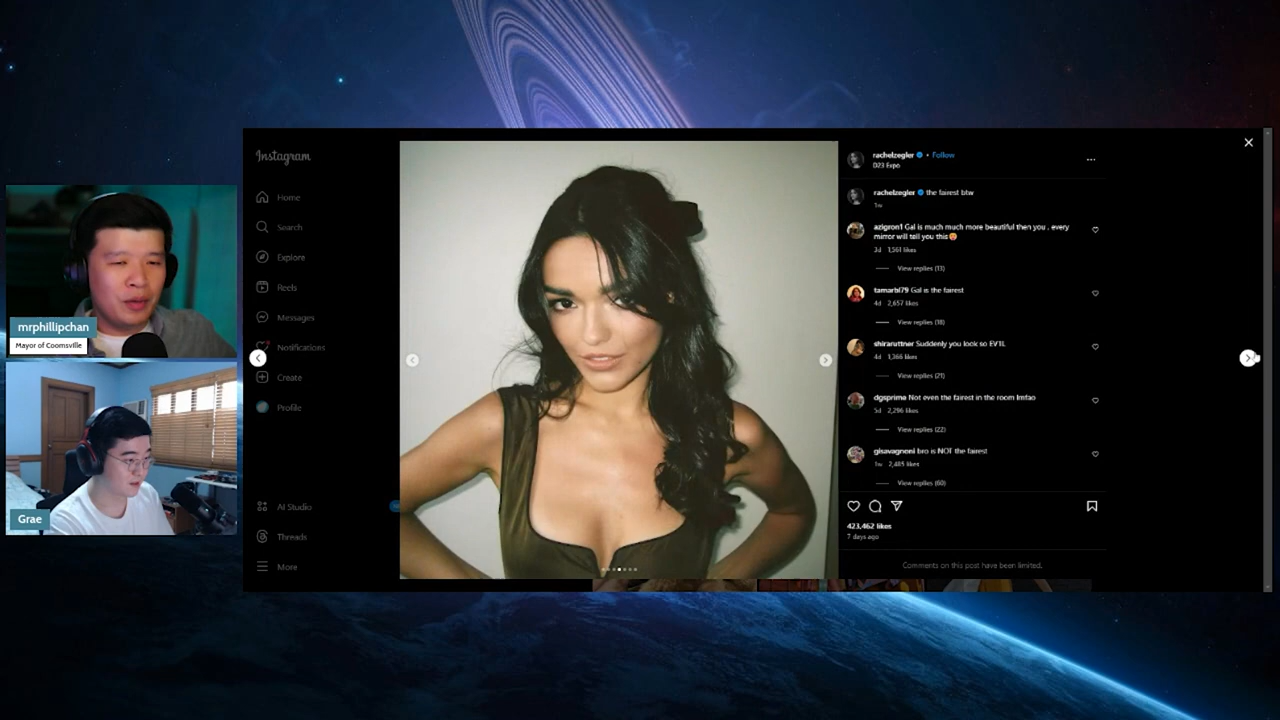 Instagram
Home
Search
Explore
Reels
Messages
Notifications
Create
Profile
AI Studio
Threads
More
mrphillipchan
Mayor of Coomsville
Grae
rachelzegler • Follow
D23 Expo
rachelzegler the fairest btw
1w
azigron1 Gal is much much more beautiful then you , every
mirror will tell you this😍
3d 1,561 likes
View replies (13)
tamarbl79 Gal is the fairest
4d 2,657 likes
View replies (18)
shiraruttner Suddenly you look so EV1L
4d 1,366 likes
View replies (21)
dgsprime Not even the fairest in the room lmfao
5d 2,296 likes
View replies (22)
gisavagnoni bro is NOT the fairest
1w 2,485 likes
View replies (60)
423,462 likes
7 days ago
Comments on this post have been limited.